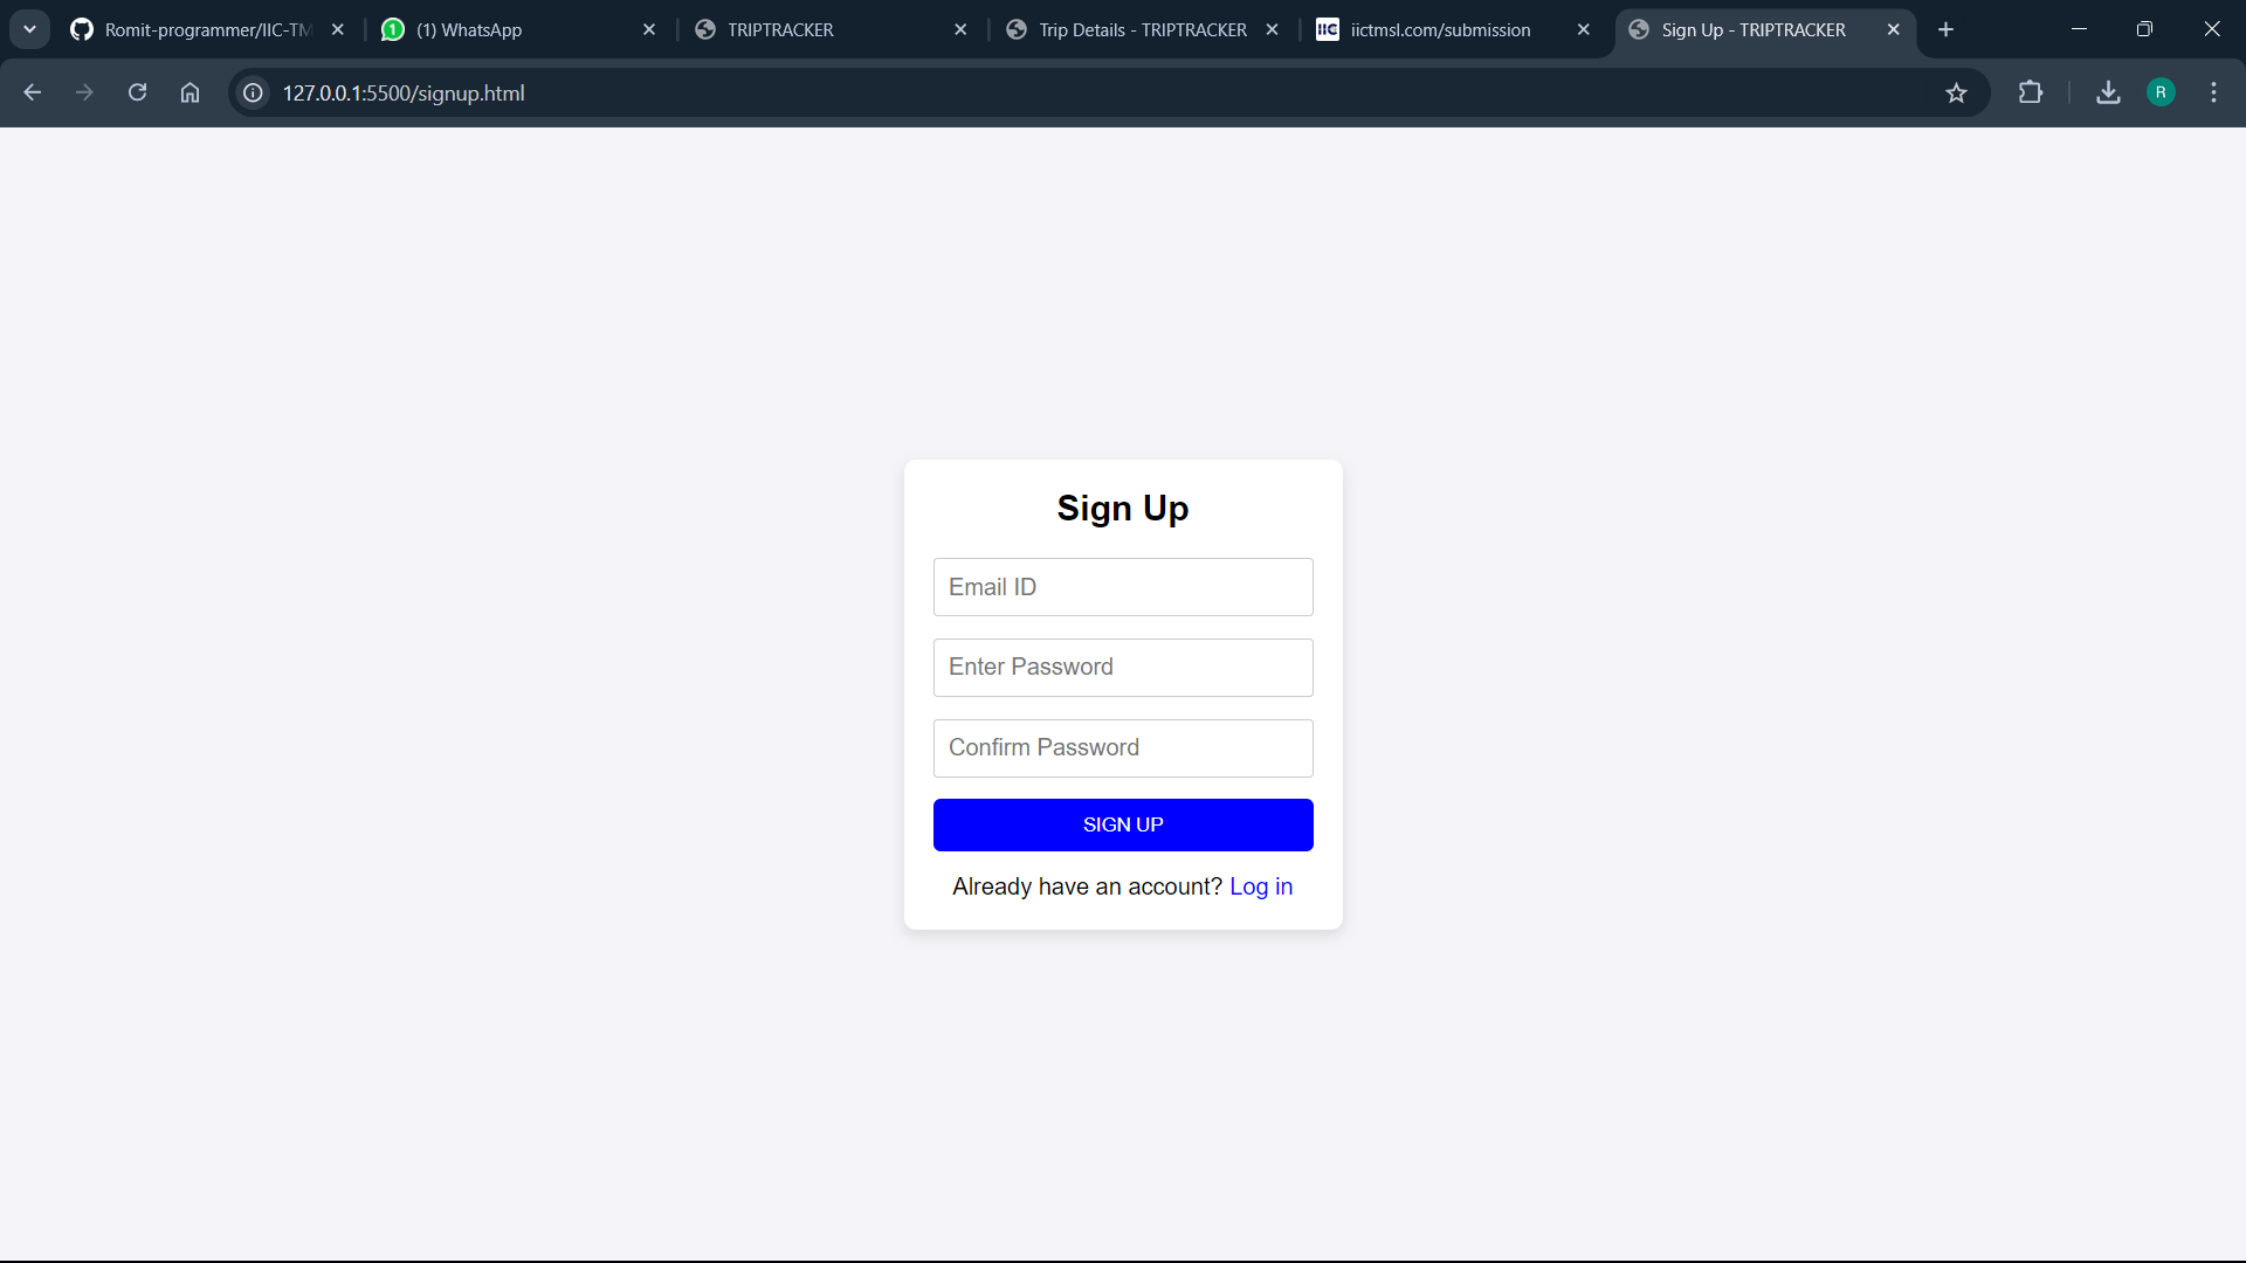 Romit-programmer/IIC-TM
1 (1) WhatsApp
TRIPTRACKER
Trip Details - TRIPTRACKER
IIC iictmsl.com/submission
Sign Up - TRIPTRACKER
127.0.0.1:5500/signup.html
R
Sign Up
Email ID
Enter Password
Confirm Password
SIGN UP
Already have an account? Log in